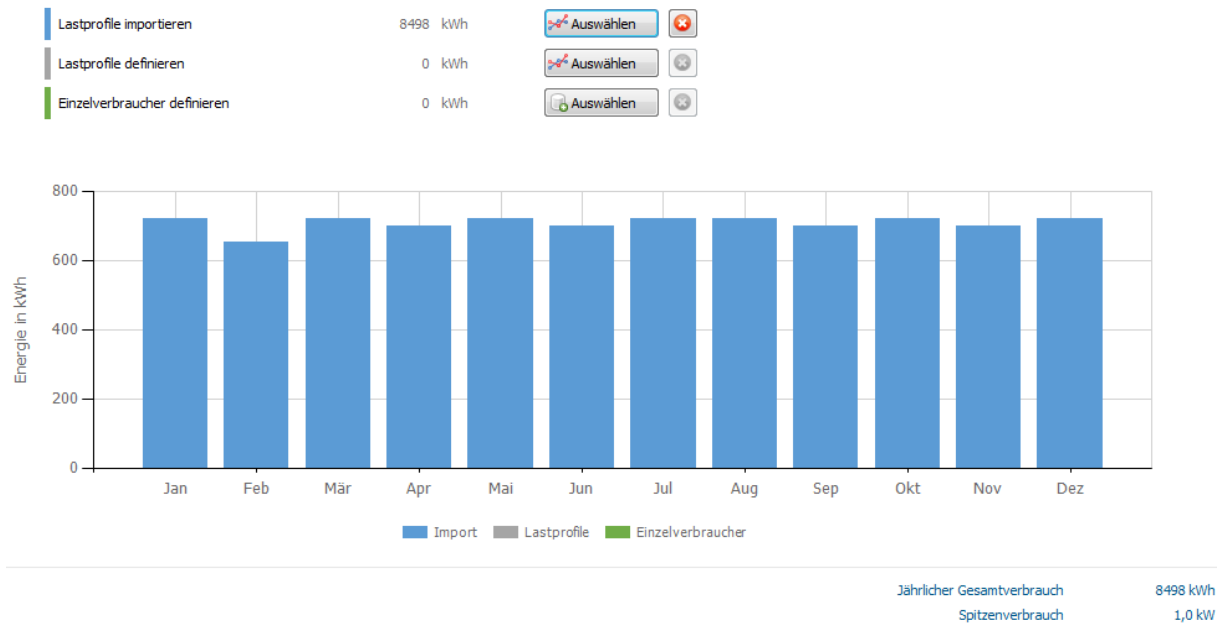 Lastprofile importieren 8498 kWh Auswählen
Lastprofile definieren 0 kWh Auswählen
Einzelverbraucher definieren 0 kWh Auswählen
800
600
400
200
0
Energie in kWh
Jan Feb Mär Apr Mai Jun Jul Aug Sep Okt Nov Dez
Import Lastprofile Einzelverbraucher
Jährlicher Gesamtverbrauch 8498 kWh
Spitzenverbrauch 1,0 kW